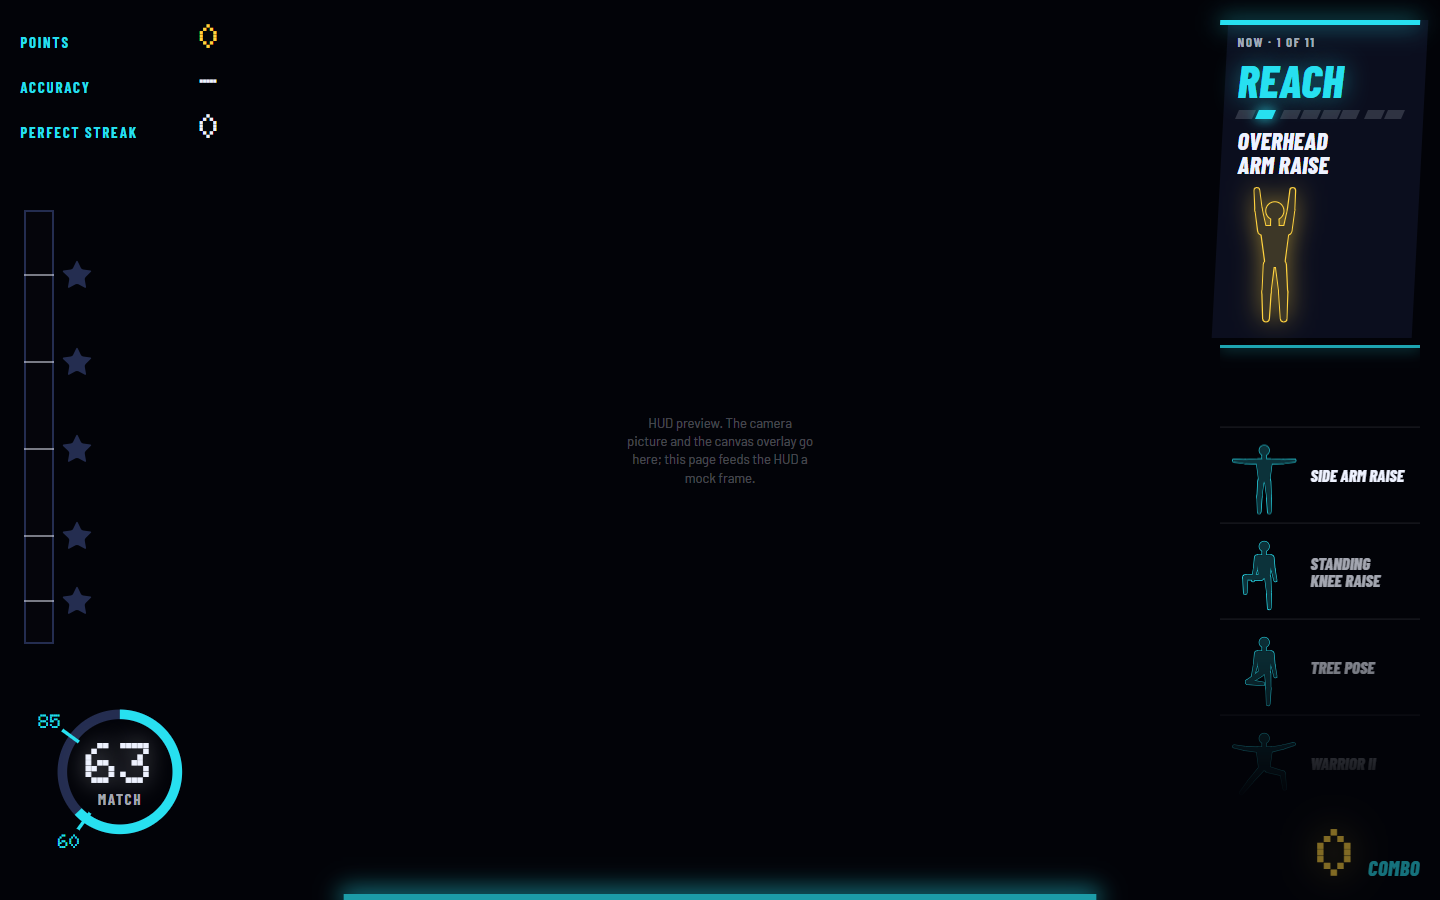 POINTS 0
ACCURACY –
PERFECT STREAK 0
85
63
MATCH
60
HUD preview. The camera
picture and the canvas overlay go
here; this page feeds the HUD a
mock frame.
NOW · 1 OF 11
REACH
OVERHEAD
ARM RAISE
SIDE ARM RAISE
STANDING
KNEE RAISE
TREE POSE
WARRIOR II
0 COMBO